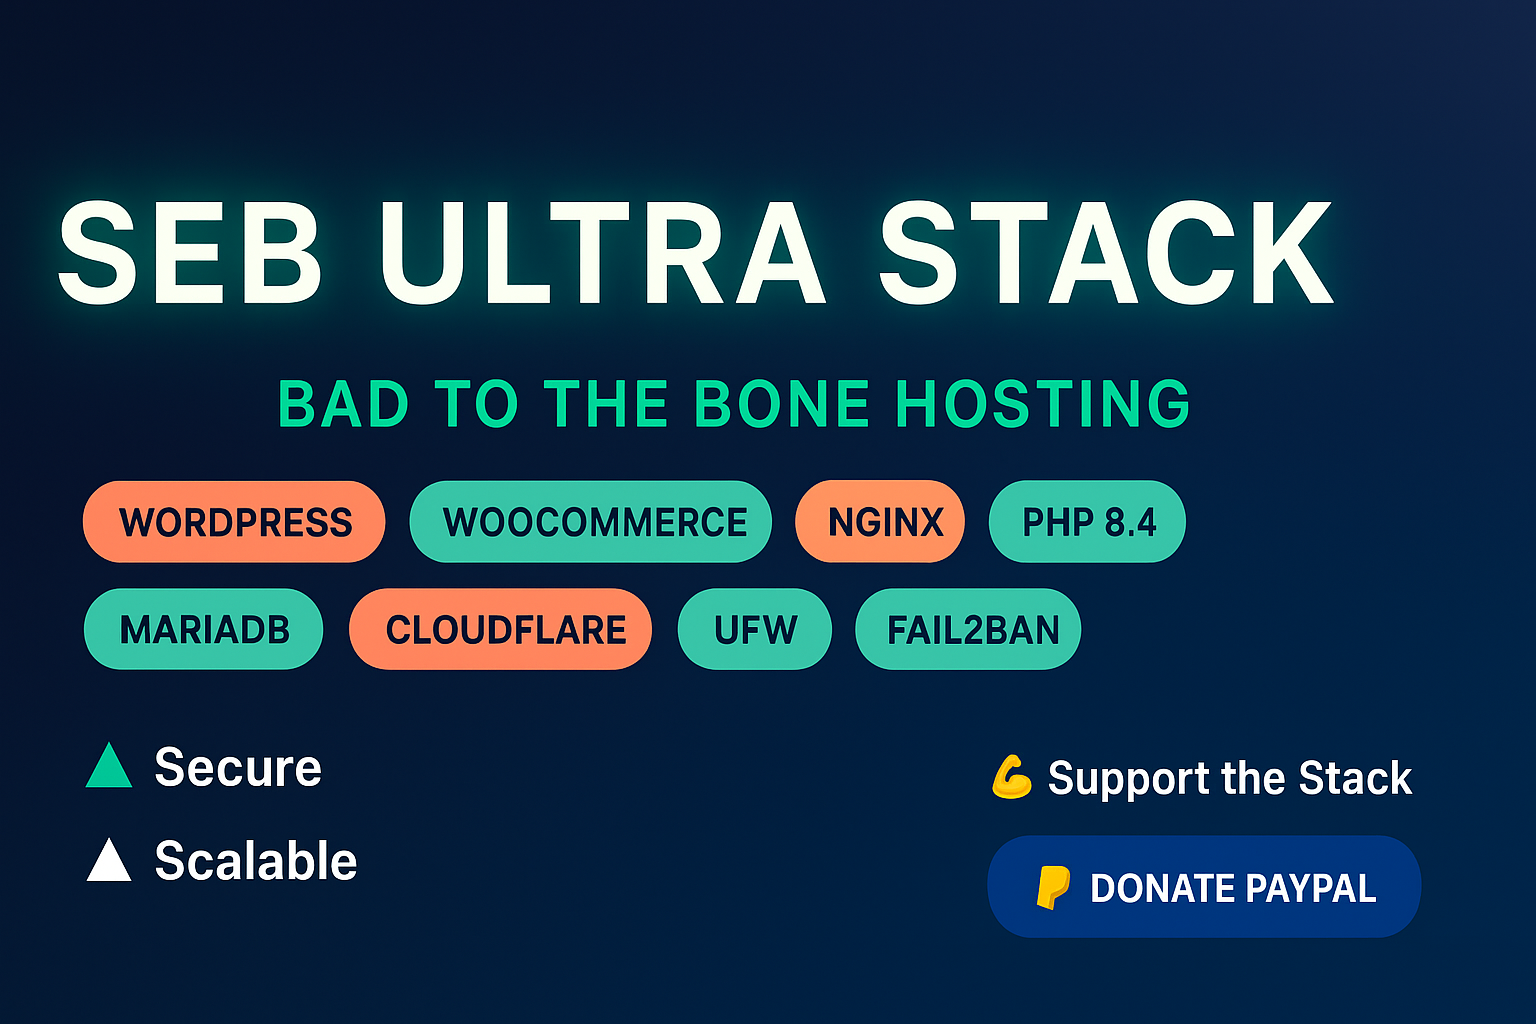 SEB ULTRA STACK
BAD TO THE BONE HOSTING
WORDPRESS WOOCOMMERCE NGINX PHP 8.4
MARIADB CLOUDFLARE UFW FAIL2BAN
Secure
Scalable
Support the Stack
DONATE PAYPAL